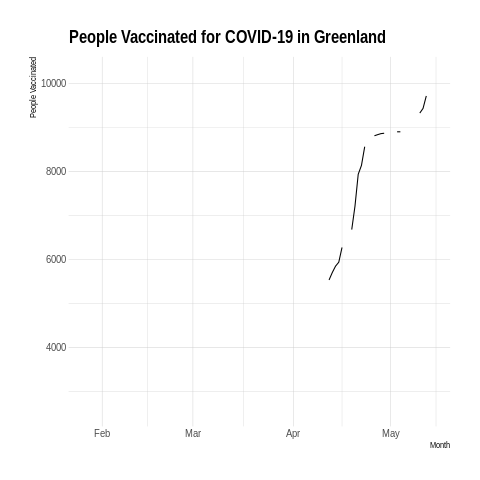 People Vaccinated for COVID-19 in Greenland
People Vaccinated
10000
8000
6000
4000
Feb Mar Apr May
Month